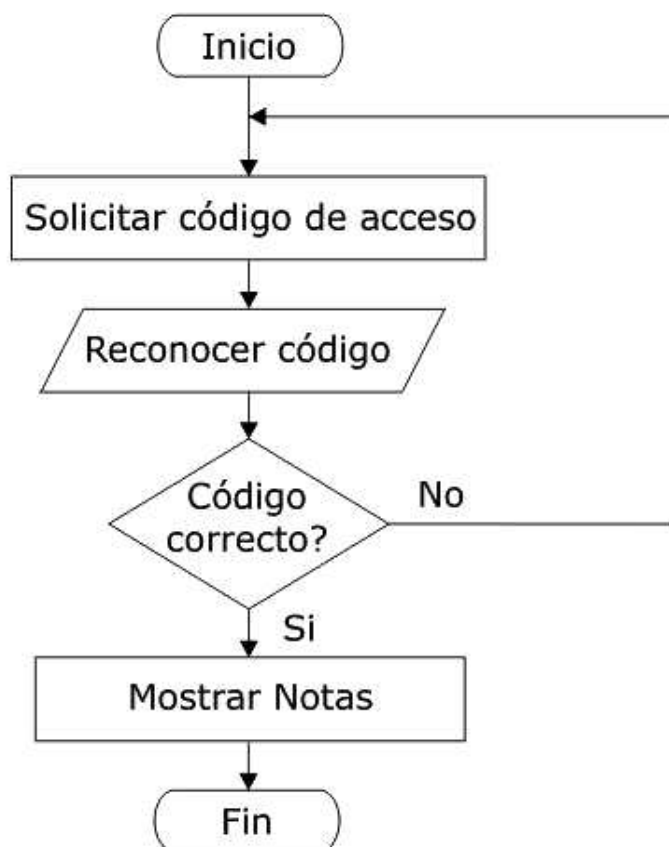 Inicio
Solicitar código de acceso
Reconocer código
Código
correcto?
No
Si
Mostrar Notas
Fin